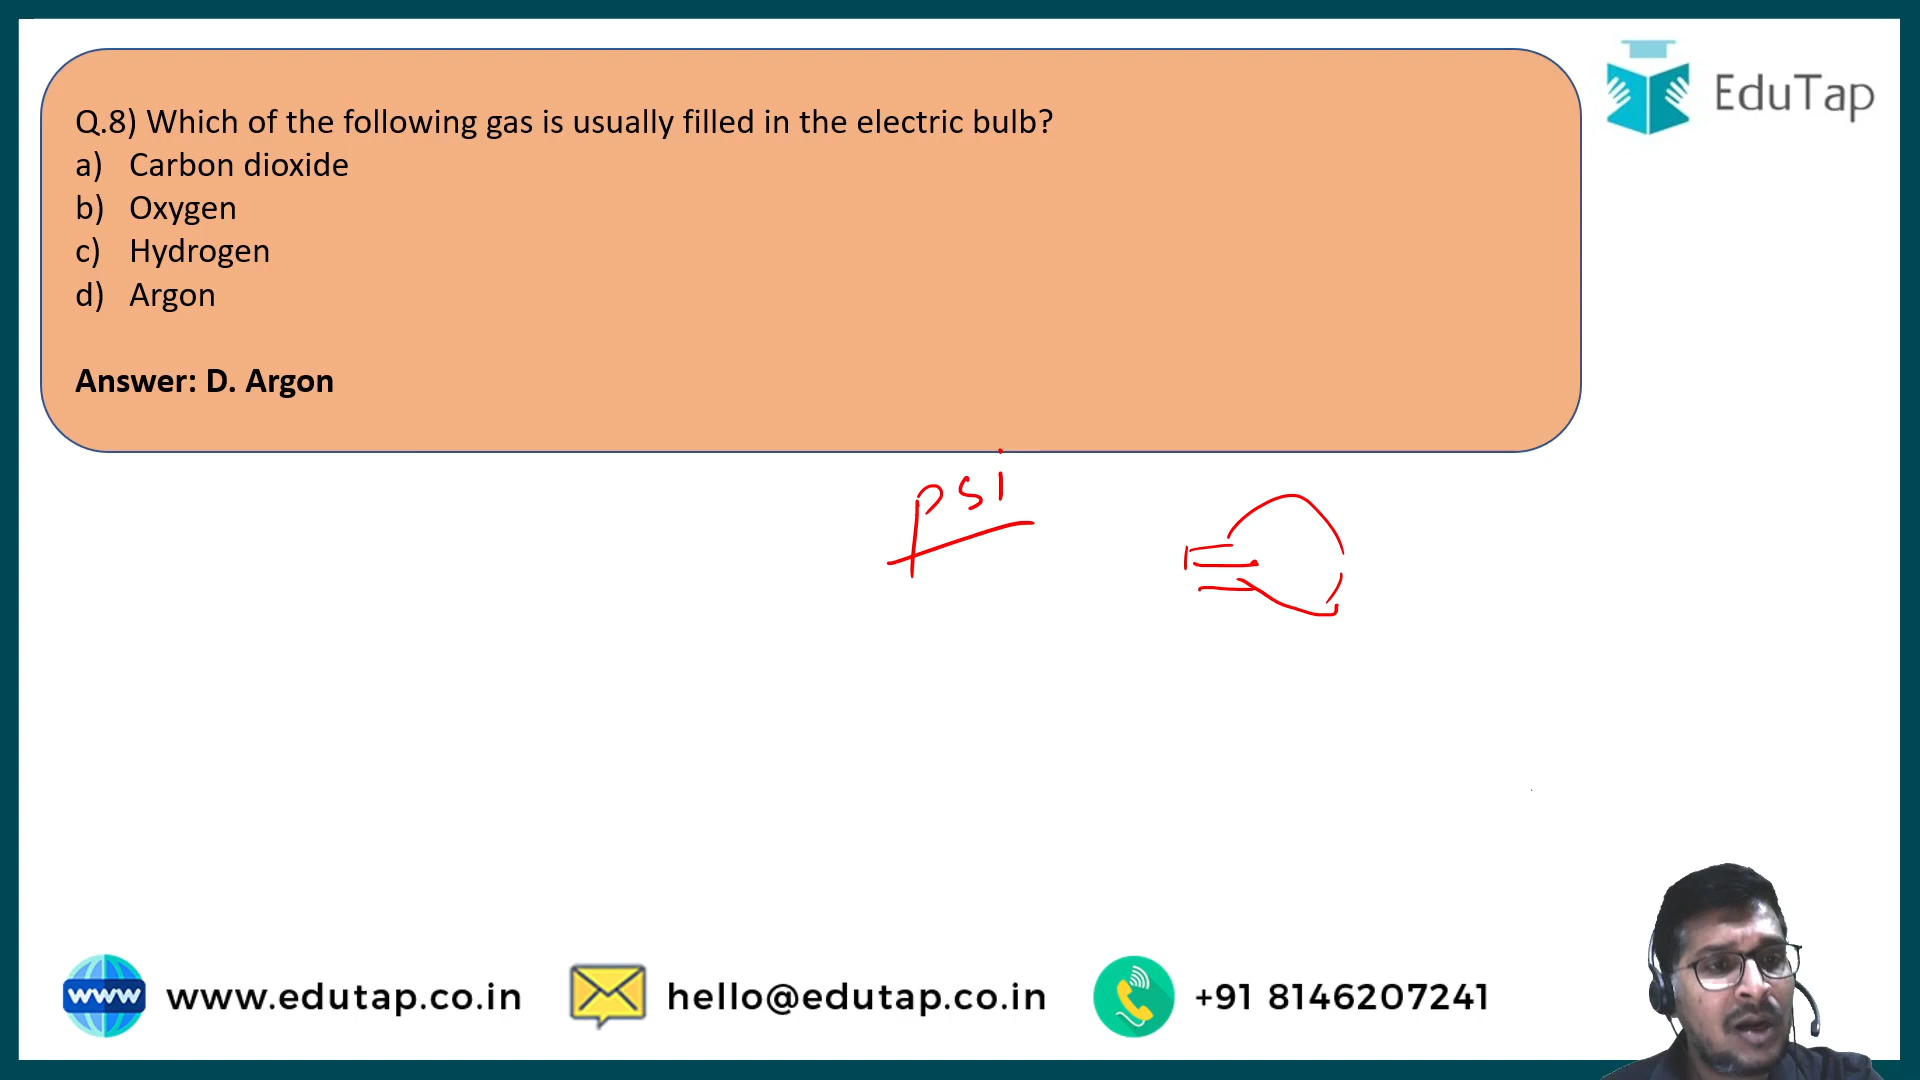 Q.8) Which of the following gas is usually filled in the electric bulb?
a) Carbon dioxide
b) Oxygen
c) Hydrogen
d) Argon
Answer: D. Argon
EduTap
psi
www www.edutap.co.in
hello@edutap.co.in
+91 8146207241